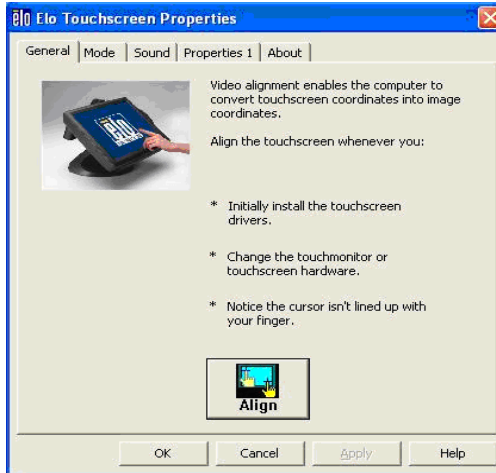 elo Elo Touchscreen Properties
General Mode Sound Properties 1 About
Video alignment enables the computer to
convert touchscreen coordinates into image
coordinates.
Align the touchscreen whenever you:
* Initially install the touchscreen
drivers.
* Change the touchmonitor or
touchscreen hardware.
* Notice the cursor isn't lined up with
your finger.
elo
Align
OK Cancel Apply Help